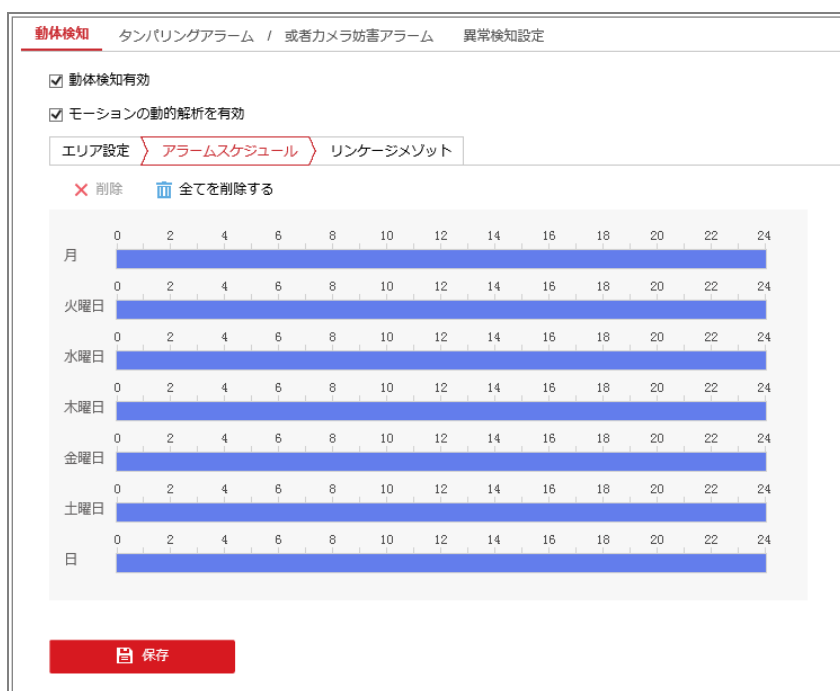 動体検知 タンパリングアラーム / 或者カメラ妨害アラーム 異常検知設定
動体検知有効
モーションの動的解析を有効
エリア設定 アラームスケジュール リンケージメゾット
削除 全てを削除する
0 2 4 6 8 10 12 14 16 18 20 22 24
月
0 2 4 6 8 10 12 14 16 18 20 22 24
火曜日
0 2 4 6 8 10 12 14 16 18 20 22 24
水曜日
0 2 4 6 8 10 12 14 16 18 20 22 24
木曜日
0 2 4 6 8 10 12 14 16 18 20 22 24
金曜日
0 2 4 6 8 10 12 14 16 18 20 22 24
土曜日
0 2 4 6 8 10 12 14 16 18 20 22 24
日
保存